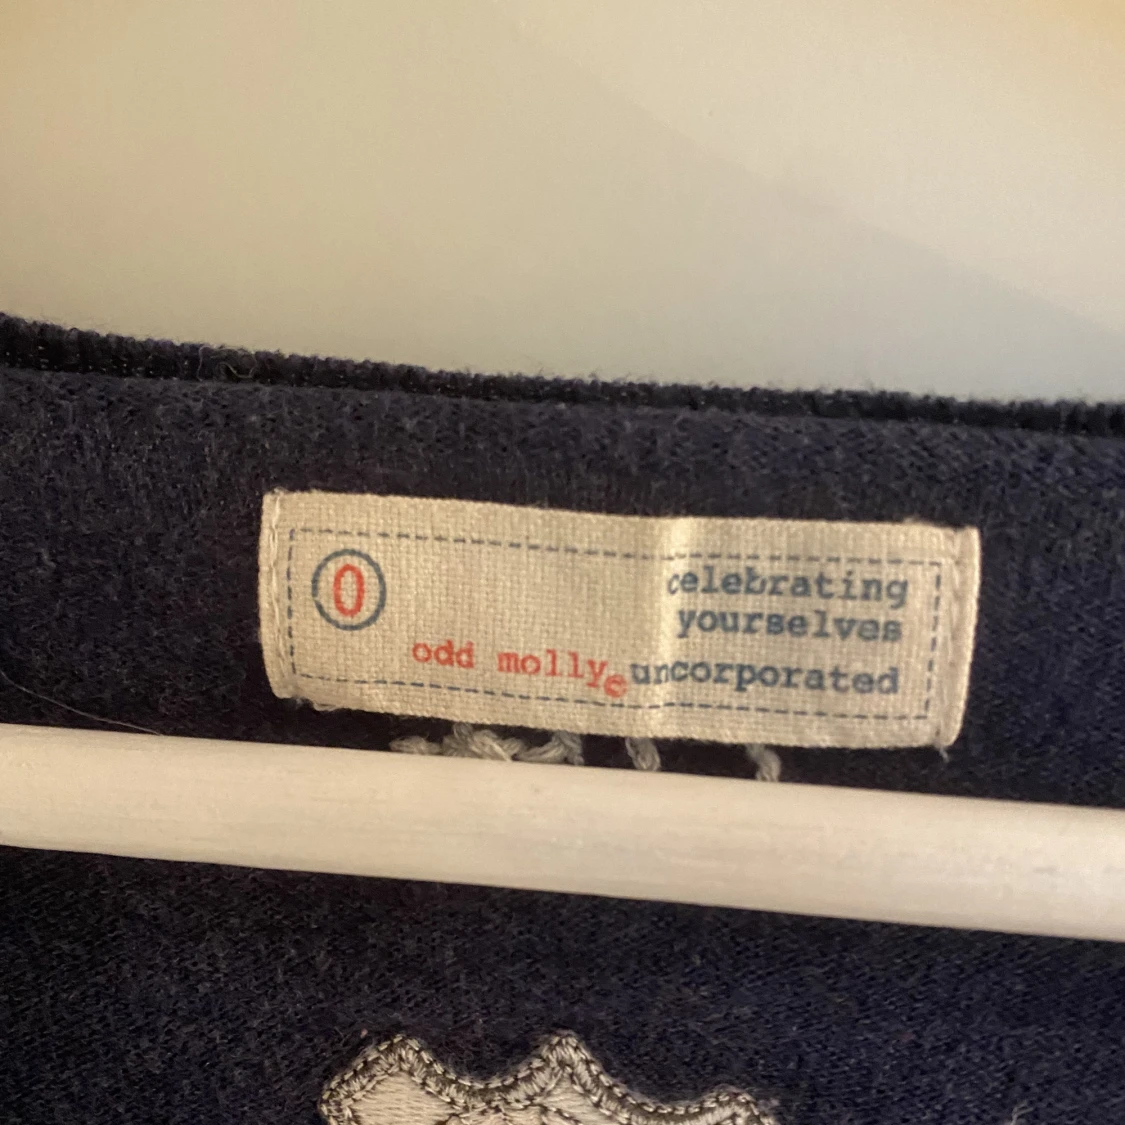 0
celebrating
yourselves
odd mollye uncorporated